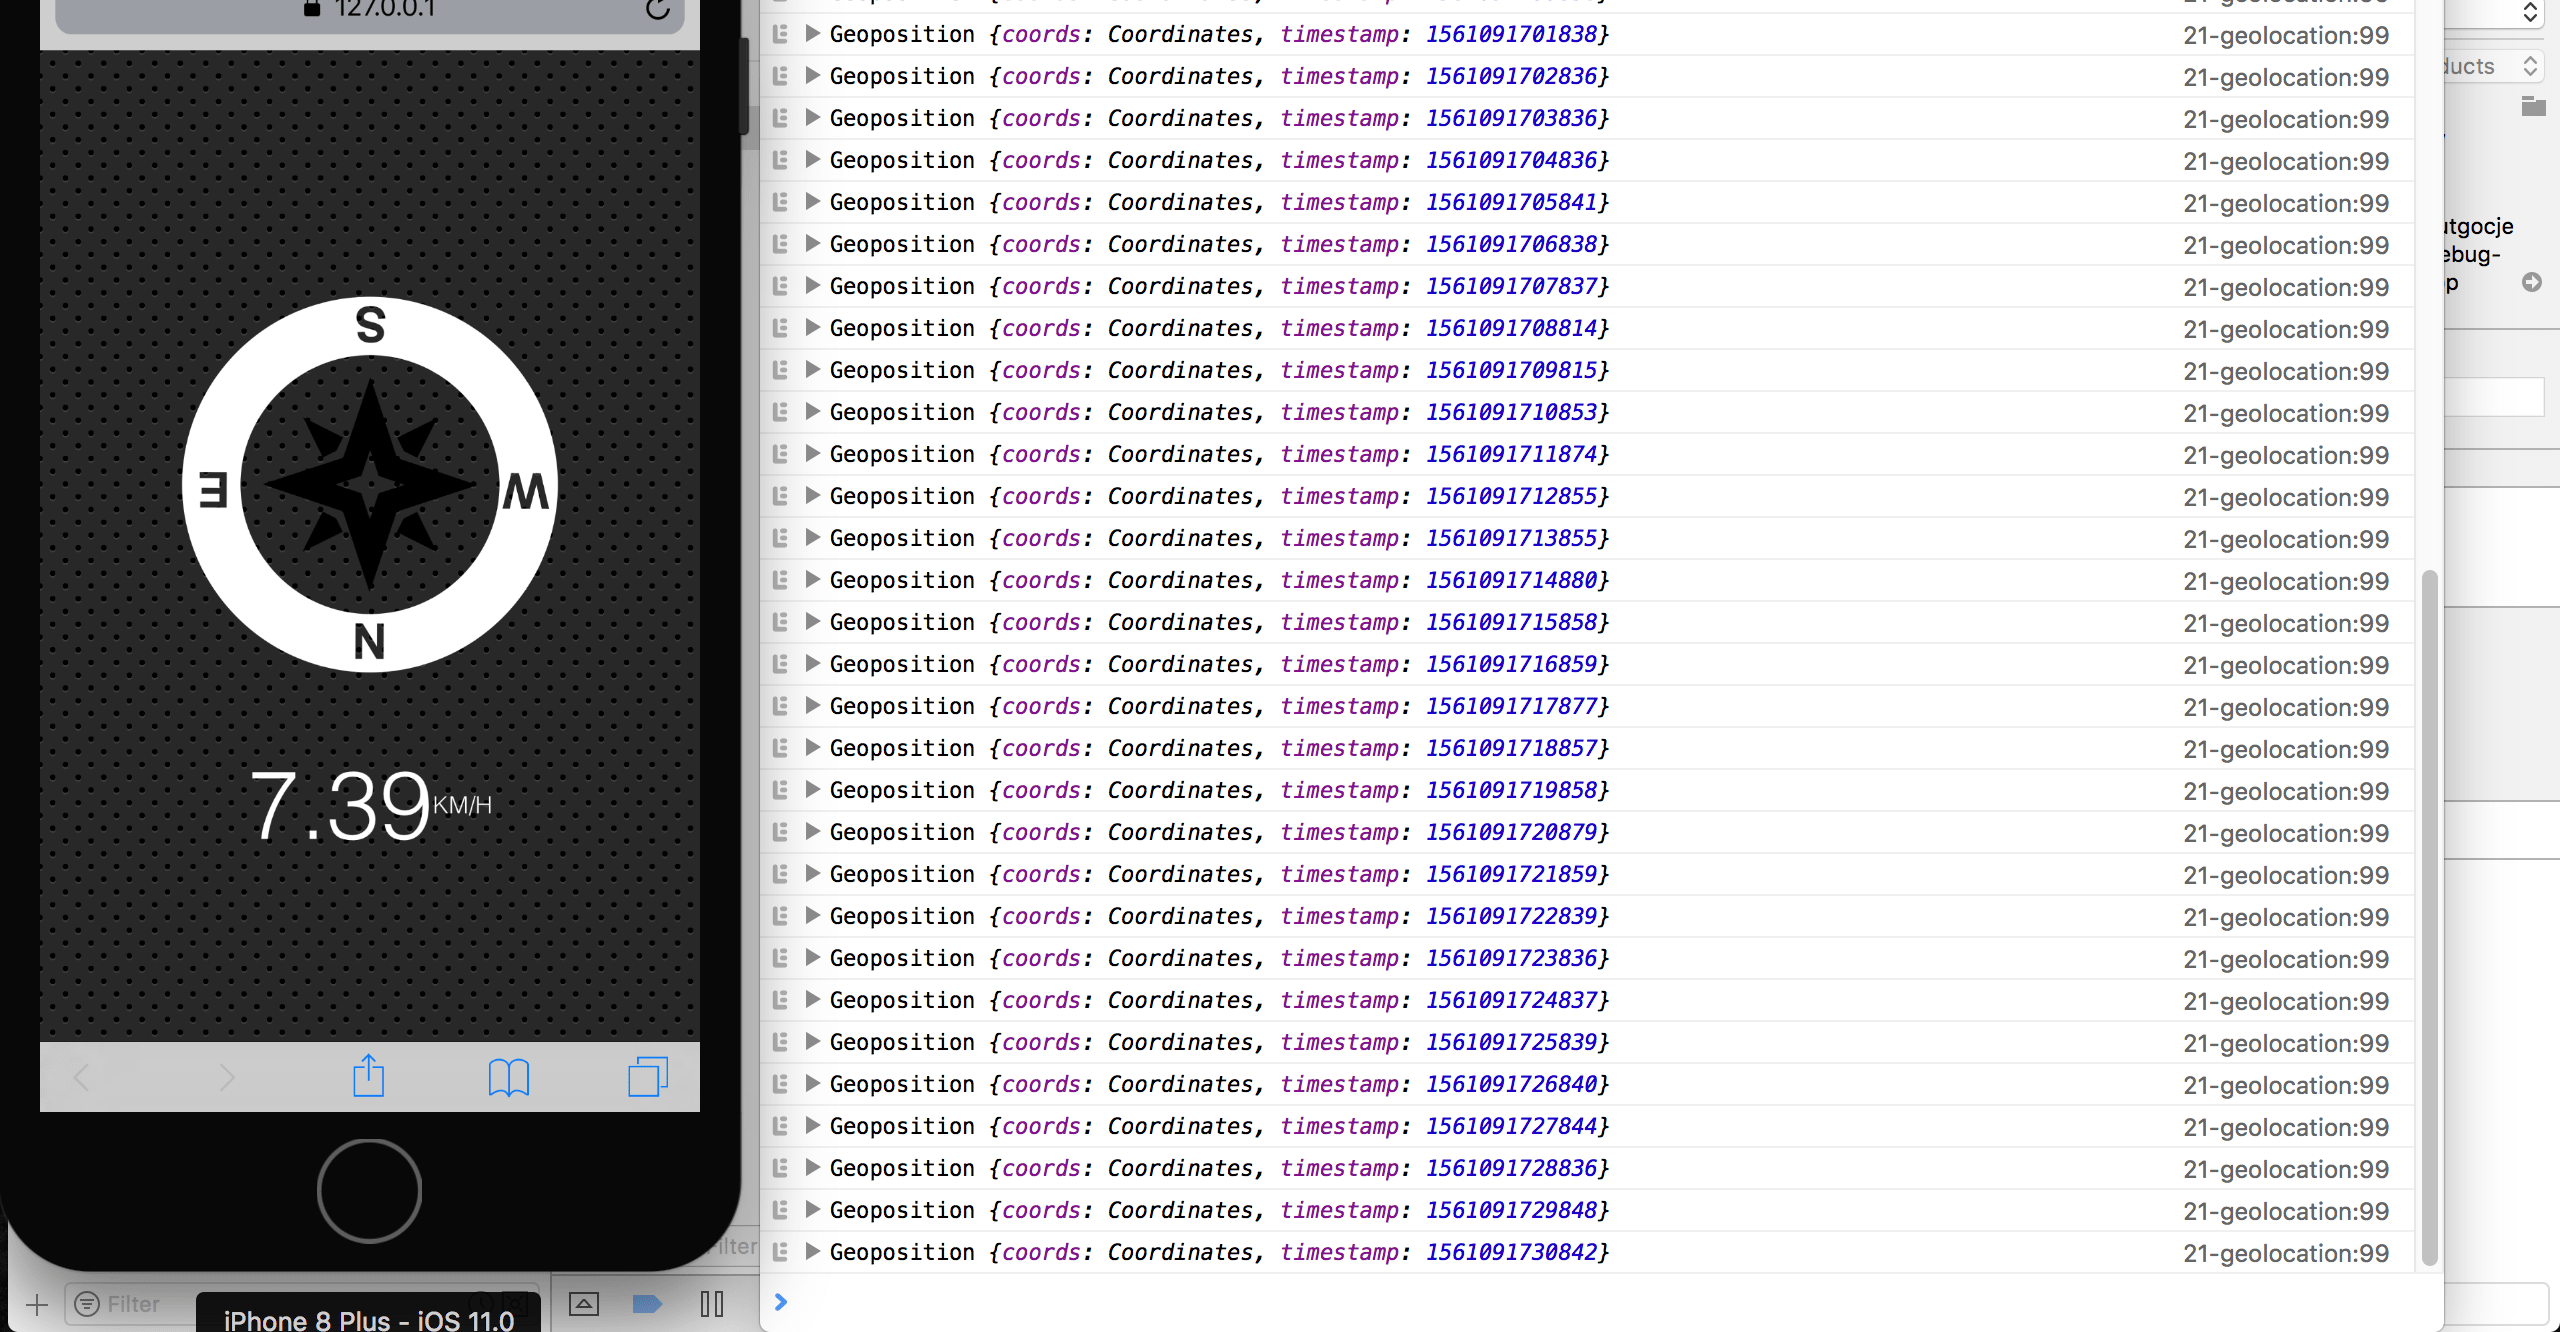 127.0.0.1
S
E
W
N
7.39KM/H
Filter
iPhone 8 Plus - iOS 11.0
Filter
Geoposition {coords: Coordinates, timestamp: 1561091701838} 21-geolocation:99
Geoposition {coords: Coordinates, timestamp: 1561091702836} 21-geolocation:99
Geoposition {coords: Coordinates, timestamp: 1561091703836} 21-geolocation:99
Geoposition {coords: Coordinates, timestamp: 1561091704836} 21-geolocation:99
Geoposition {coords: Coordinates, timestamp: 1561091705841} 21-geolocation:99
Geoposition {coords: Coordinates, timestamp: 1561091706838} 21-geolocation:99
Geoposition {coords: Coordinates, timestamp: 1561091707837} 21-geolocation:99
Geoposition {coords: Coordinates, timestamp: 1561091708814} 21-geolocation:99
Geoposition {coords: Coordinates, timestamp: 1561091709815} 21-geolocation:99
Geoposition {coords: Coordinates, timestamp: 1561091710853} 21-geolocation:99
Geoposition {coords: Coordinates, timestamp: 1561091711874} 21-geolocation:99
Geoposition {coords: Coordinates, timestamp: 1561091712855} 21-geolocation:99
Geoposition {coords: Coordinates, timestamp: 1561091713855} 21-geolocation:99
Geoposition {coords: Coordinates, timestamp: 1561091714880} 21-geolocation:99
Geoposition {coords: Coordinates, timestamp: 1561091715858} 21-geolocation:99
Geoposition {coords: Coordinates, timestamp: 1561091716859} 21-geolocation:99
Geoposition {coords: Coordinates, timestamp: 1561091717877} 21-geolocation:99
Geoposition {coords: Coordinates, timestamp: 1561091718857} 21-geolocation:99
Geoposition {coords: Coordinates, timestamp: 1561091719858} 21-geolocation:99
Geoposition {coords: Coordinates, timestamp: 1561091720879} 21-geolocation:99
Geoposition {coords: Coordinates, timestamp: 1561091721859} 21-geolocation:99
Geoposition {coords: Coordinates, timestamp: 1561091722839} 21-geolocation:99
Geoposition {coords: Coordinates, timestamp: 1561091723836} 21-geolocation:99
Geoposition {coords: Coordinates, timestamp: 1561091724837} 21-geolocation:99
Geoposition {coords: Coordinates, timestamp: 1561091725839} 21-geolocation:99
Geoposition {coords: Coordinates, timestamp: 1561091726840} 21-geolocation:99
Geoposition {coords: Coordinates, timestamp: 1561091727844} 21-geolocation:99
Geoposition {coords: Coordinates, timestamp: 1561091728836} 21-geolocation:99
Geoposition {coords: Coordinates, timestamp: 1561091729848} 21-geolocation:99
Geoposition {coords: Coordinates, timestamp: 1561091730842} 21-geolocation:99
ducts
utgocje
ebug-
p